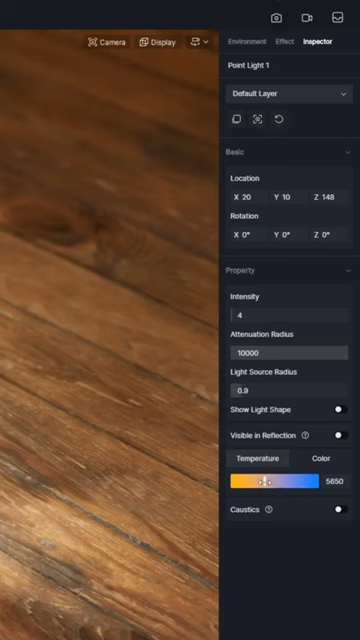 Camera
Display
Environment Effect Inspector
Point Light 1
Default Layer
Basic
Location
X 20 Y 10 Z 148
Rotation
X 0° Y 0° Z 0°
Property
Intensity
4
Attenuation Radius
10000
Light Source Radius
0.9
Show Light Shape
Visible in Reflection ?
Temperature Color
5650
Caustics ?